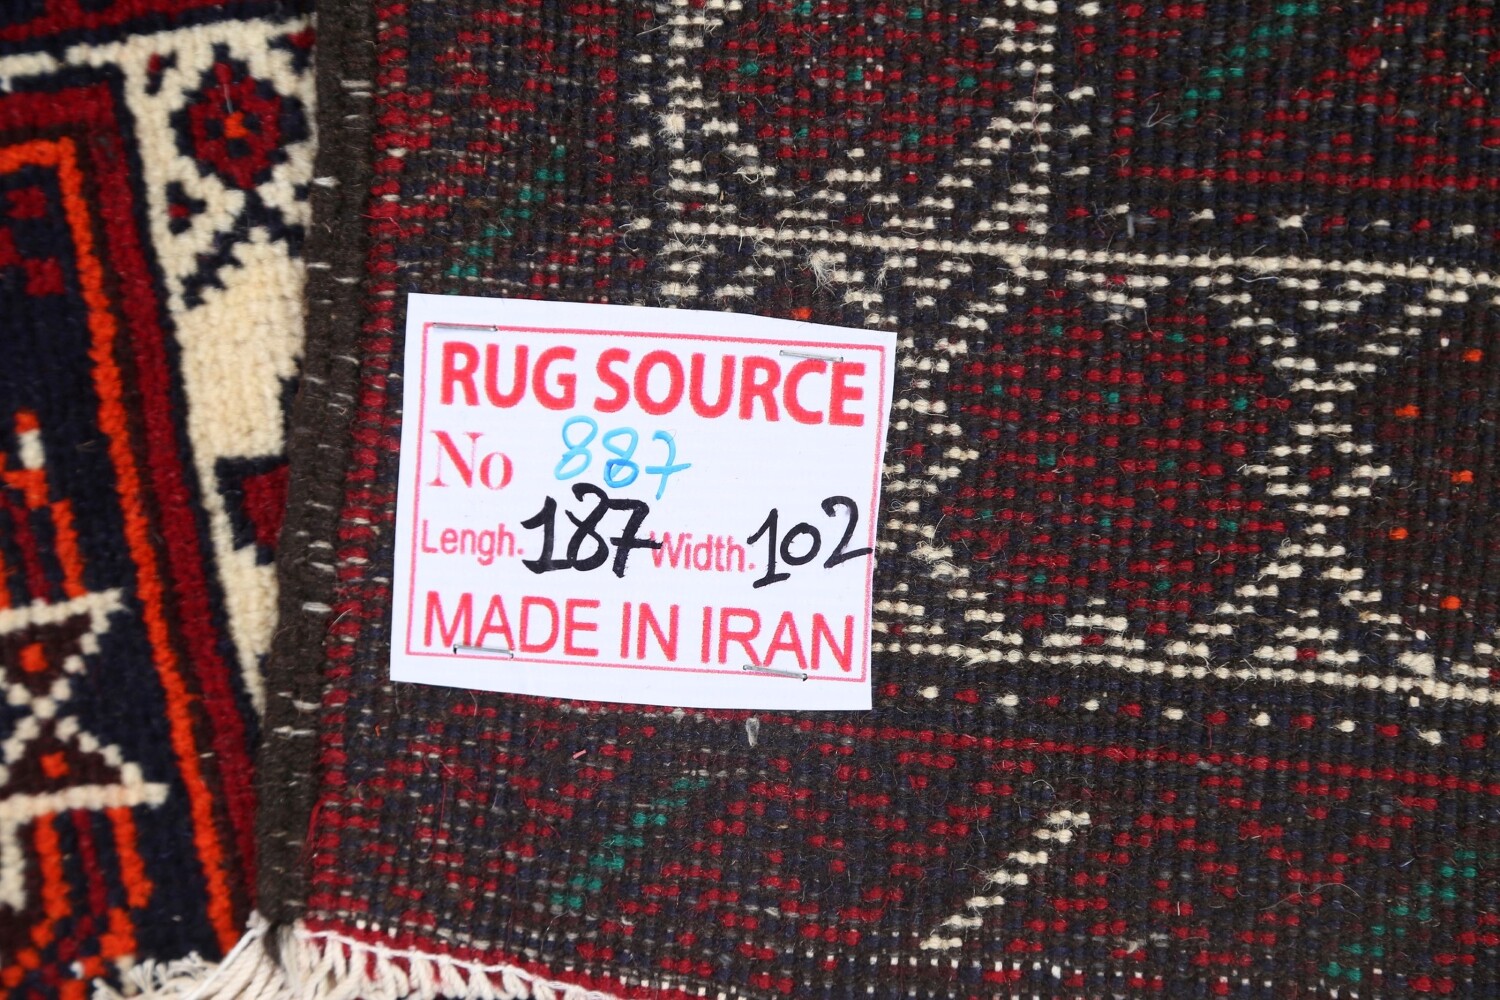 RUG SOURCE
No 887
Lengh. 187 Width. 102
MADE IN IRAN